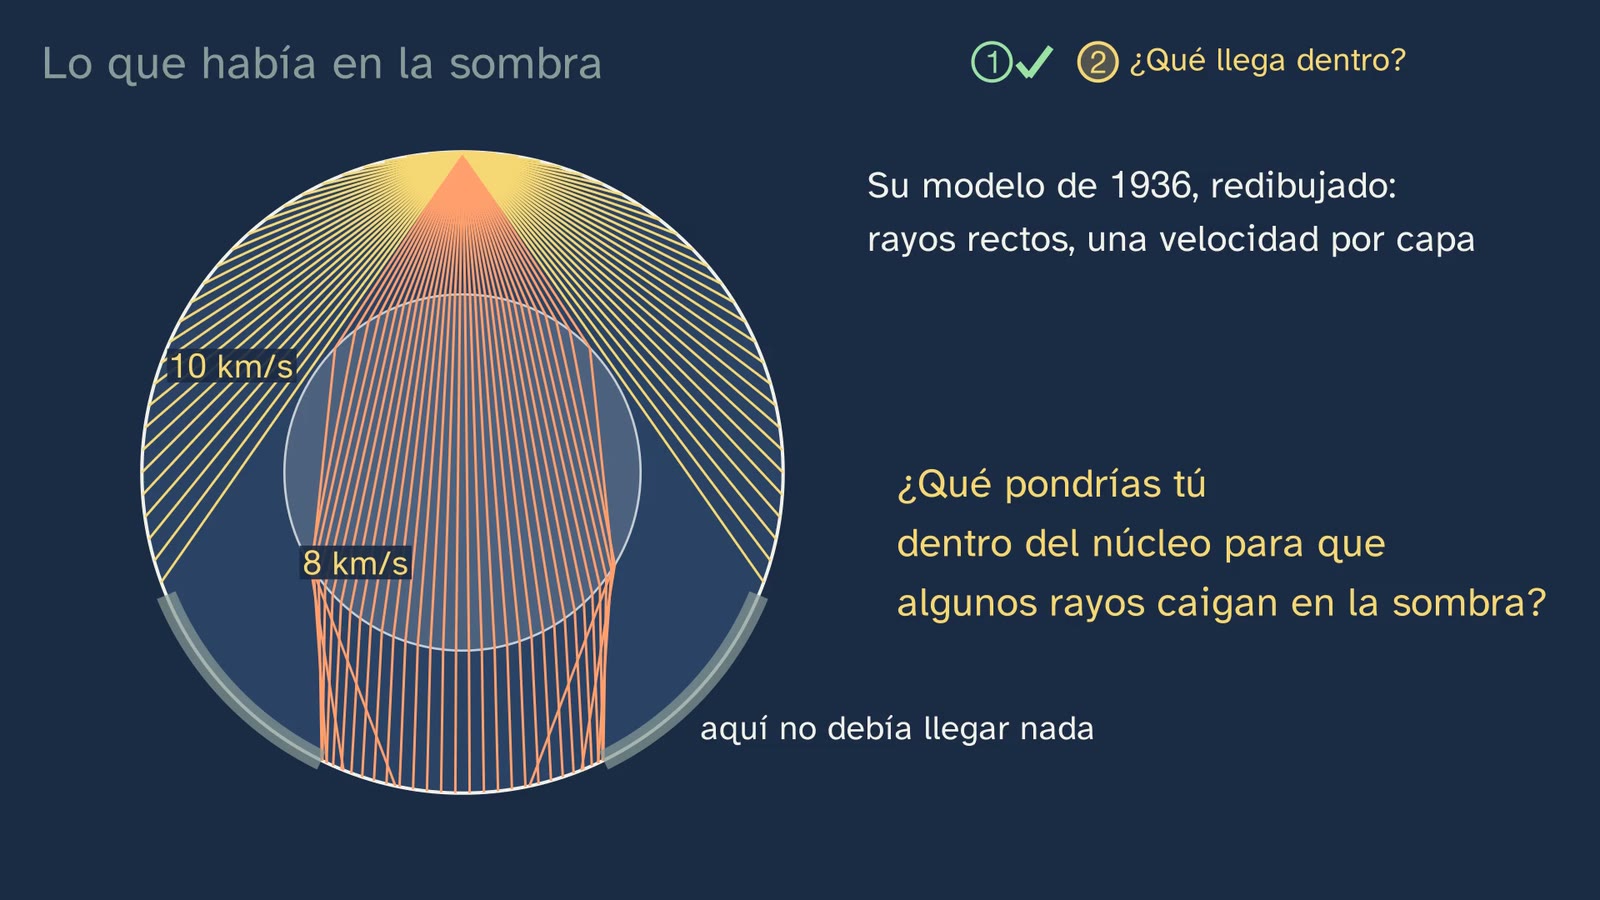 Lo que había en la sombra
1 2 ¿Qué llega dentro?
Su modelo de 1936, redibujado:
rayos rectos, una velocidad por capa
10 km/s
¿Qué pondrías tú
dentro del núcleo para que
algunos rayos caigan en la sombra?
8 km/s
aquí no debía llegar nada